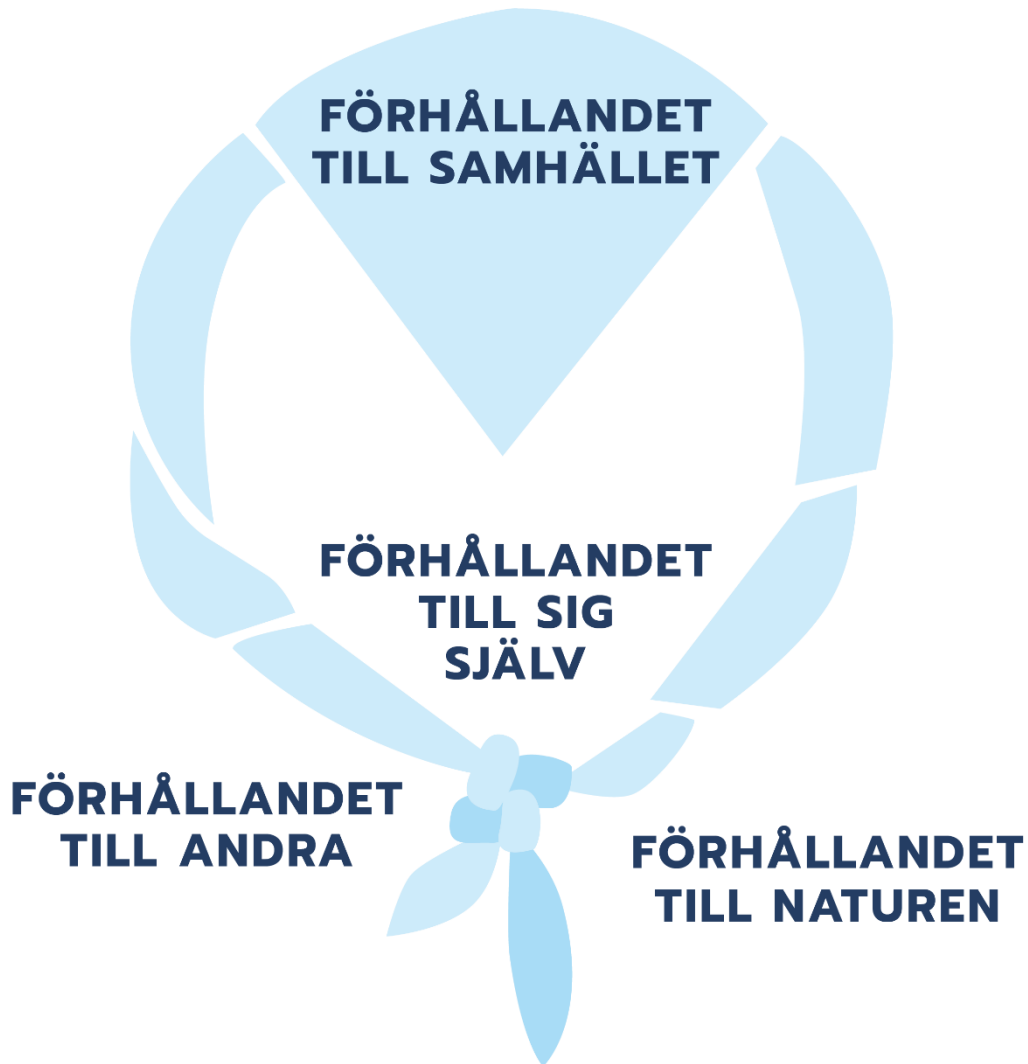 FÖRHÅLLANDET
TILL SAMHÄLLET
FÖRHÅLLANDET
TILL SIG
SJÄLV
FÖRHÅLLANDET
TILL ANDRA
FÖRHÅLLANDET
TILL NATUREN